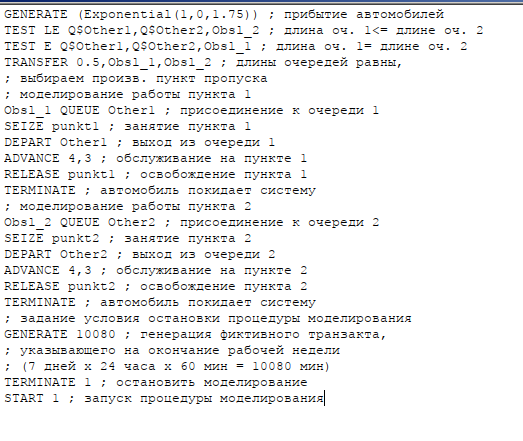 GENERATE (Exponential(1,0,1.75)) ; прибытие автомобилей
TEST LE Q$Other1,Q$Other2,Obsl_2 ; длина оч. 1<= длине оч. 2
TEST E Q$Other1,Q$Other2,Obsl_1 ; длина оч. 1= длине оч. 2
TRANSFER 0.5,Obsl_1,Obsl_2 ; длины очередей равны,
; выбираем произв. пункт пропуска
; моделирование работы пункта 1
Obsl_1 QUEUE Other1 ; присоединение к очереди 1
SEIZE punkt1 ; занятие пункта 1
DEPART Other1 ; выход из очереди 1
ADVANCE 4,3 ; обслуживание на пункте 1
RELEASE punkt1 ; освобождение пункта 1
TERMINATE ; автомобиль покидает систему
; моделирование работы пункта 2
Obsl_2 QUEUE Other2 ; присоединение к очереди 2
SEIZE punkt2 ; занятие пункта 2
DEPART Other2 ; выход из очереди 2
ADVANCE 4,3 ; обслуживание на пункте 2
RELEASE punkt2 ; освобождение пункта 2
TERMINATE ; автомобиль покидает систему
; задание условия остановки процедуры моделирования
GENERATE 10080 ; генерация фиктивного транзакта,
; указывающего на окончание рабочей недели
; (7 дней х 24 часа х 60 мин = 10080 мин)
TERMINATE 1 ; остановить моделирование
START 1 ; запуск процедуры моделирования